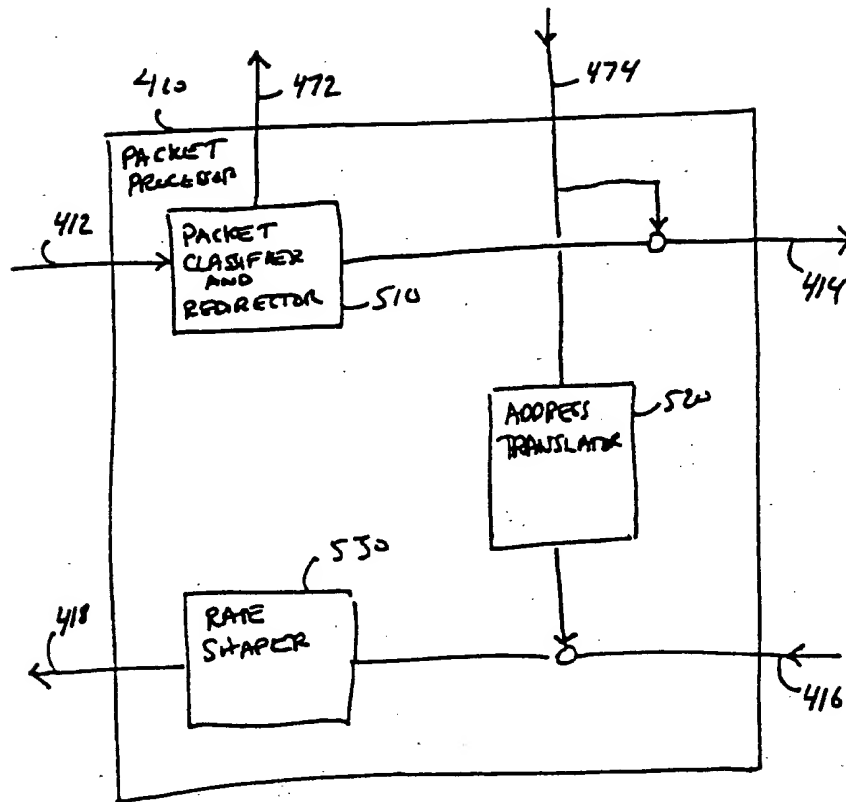 410
472
474
PACKET
PROCESSOR
412
PACKET
CLASSIFIER
AND
REDIRECTOR
510
414
520
ADDRESS
TRANSLATOR
530
418
RATE
SHAPER
416